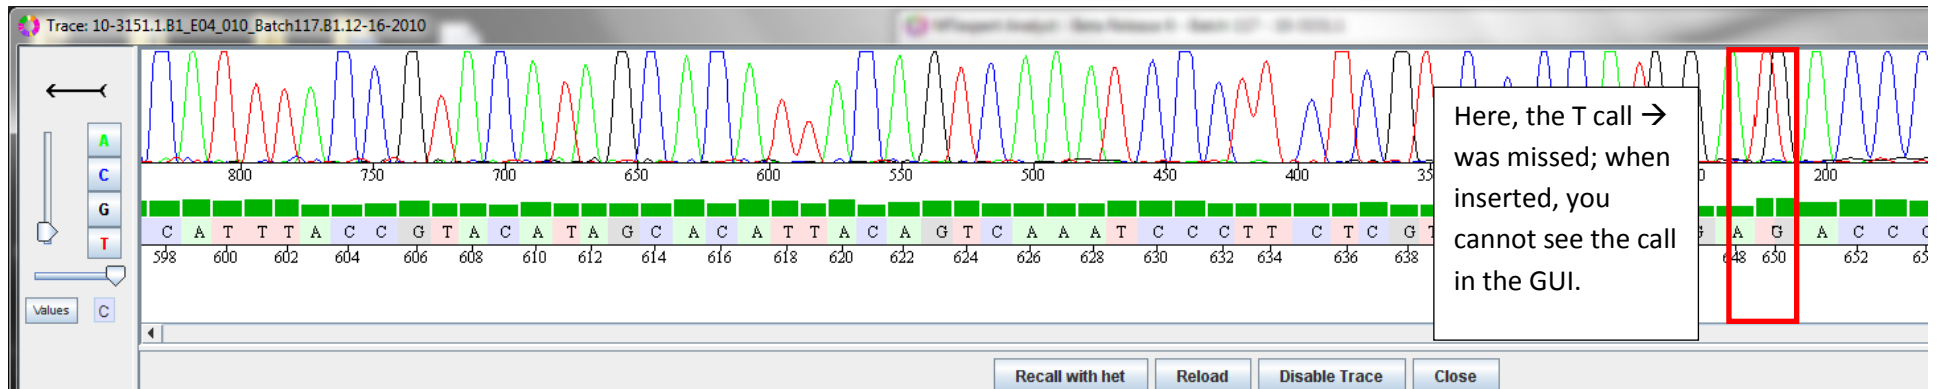 Trace: 10-3151.1.B1_E04_010_Batch117.B1.12-16-2010
A
C
G
T
Values C
800 750 700 650 600 550 500 450 400 35 0 200
C A T T T A C C G T A C A T A G C A C A T T A C A G T C A A A T C C C T T C T C G T G A G A C C C
598 600 602 604 606 608 610 612 614 616 618 620 622 624 626 628 630 632 634 636 638 648 650 652 65
Here, the T call →
was missed; when
inserted, you
cannot see the call
in the GUI.
Recall with het Reload Disable Trace Close